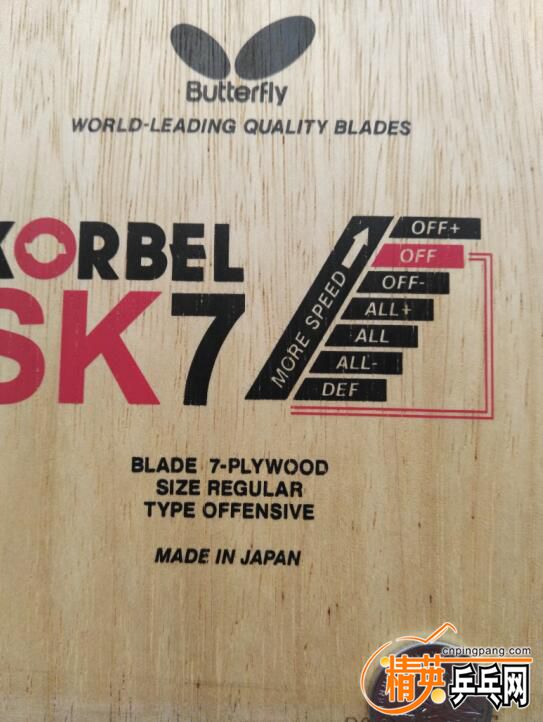 Butterfly
WORLD-LEADING QUALITY BLADES
KORBEL
SK7
MORE SPEED
OFF+
OFF
OFF-
ALL+
ALL
ALL-
DEF
BLADE 7-PLYWOOD
SIZE REGULAR
TYPE OFFENSIVE
MADE IN JAPAN
cnpingpang.com
精英乒乓网